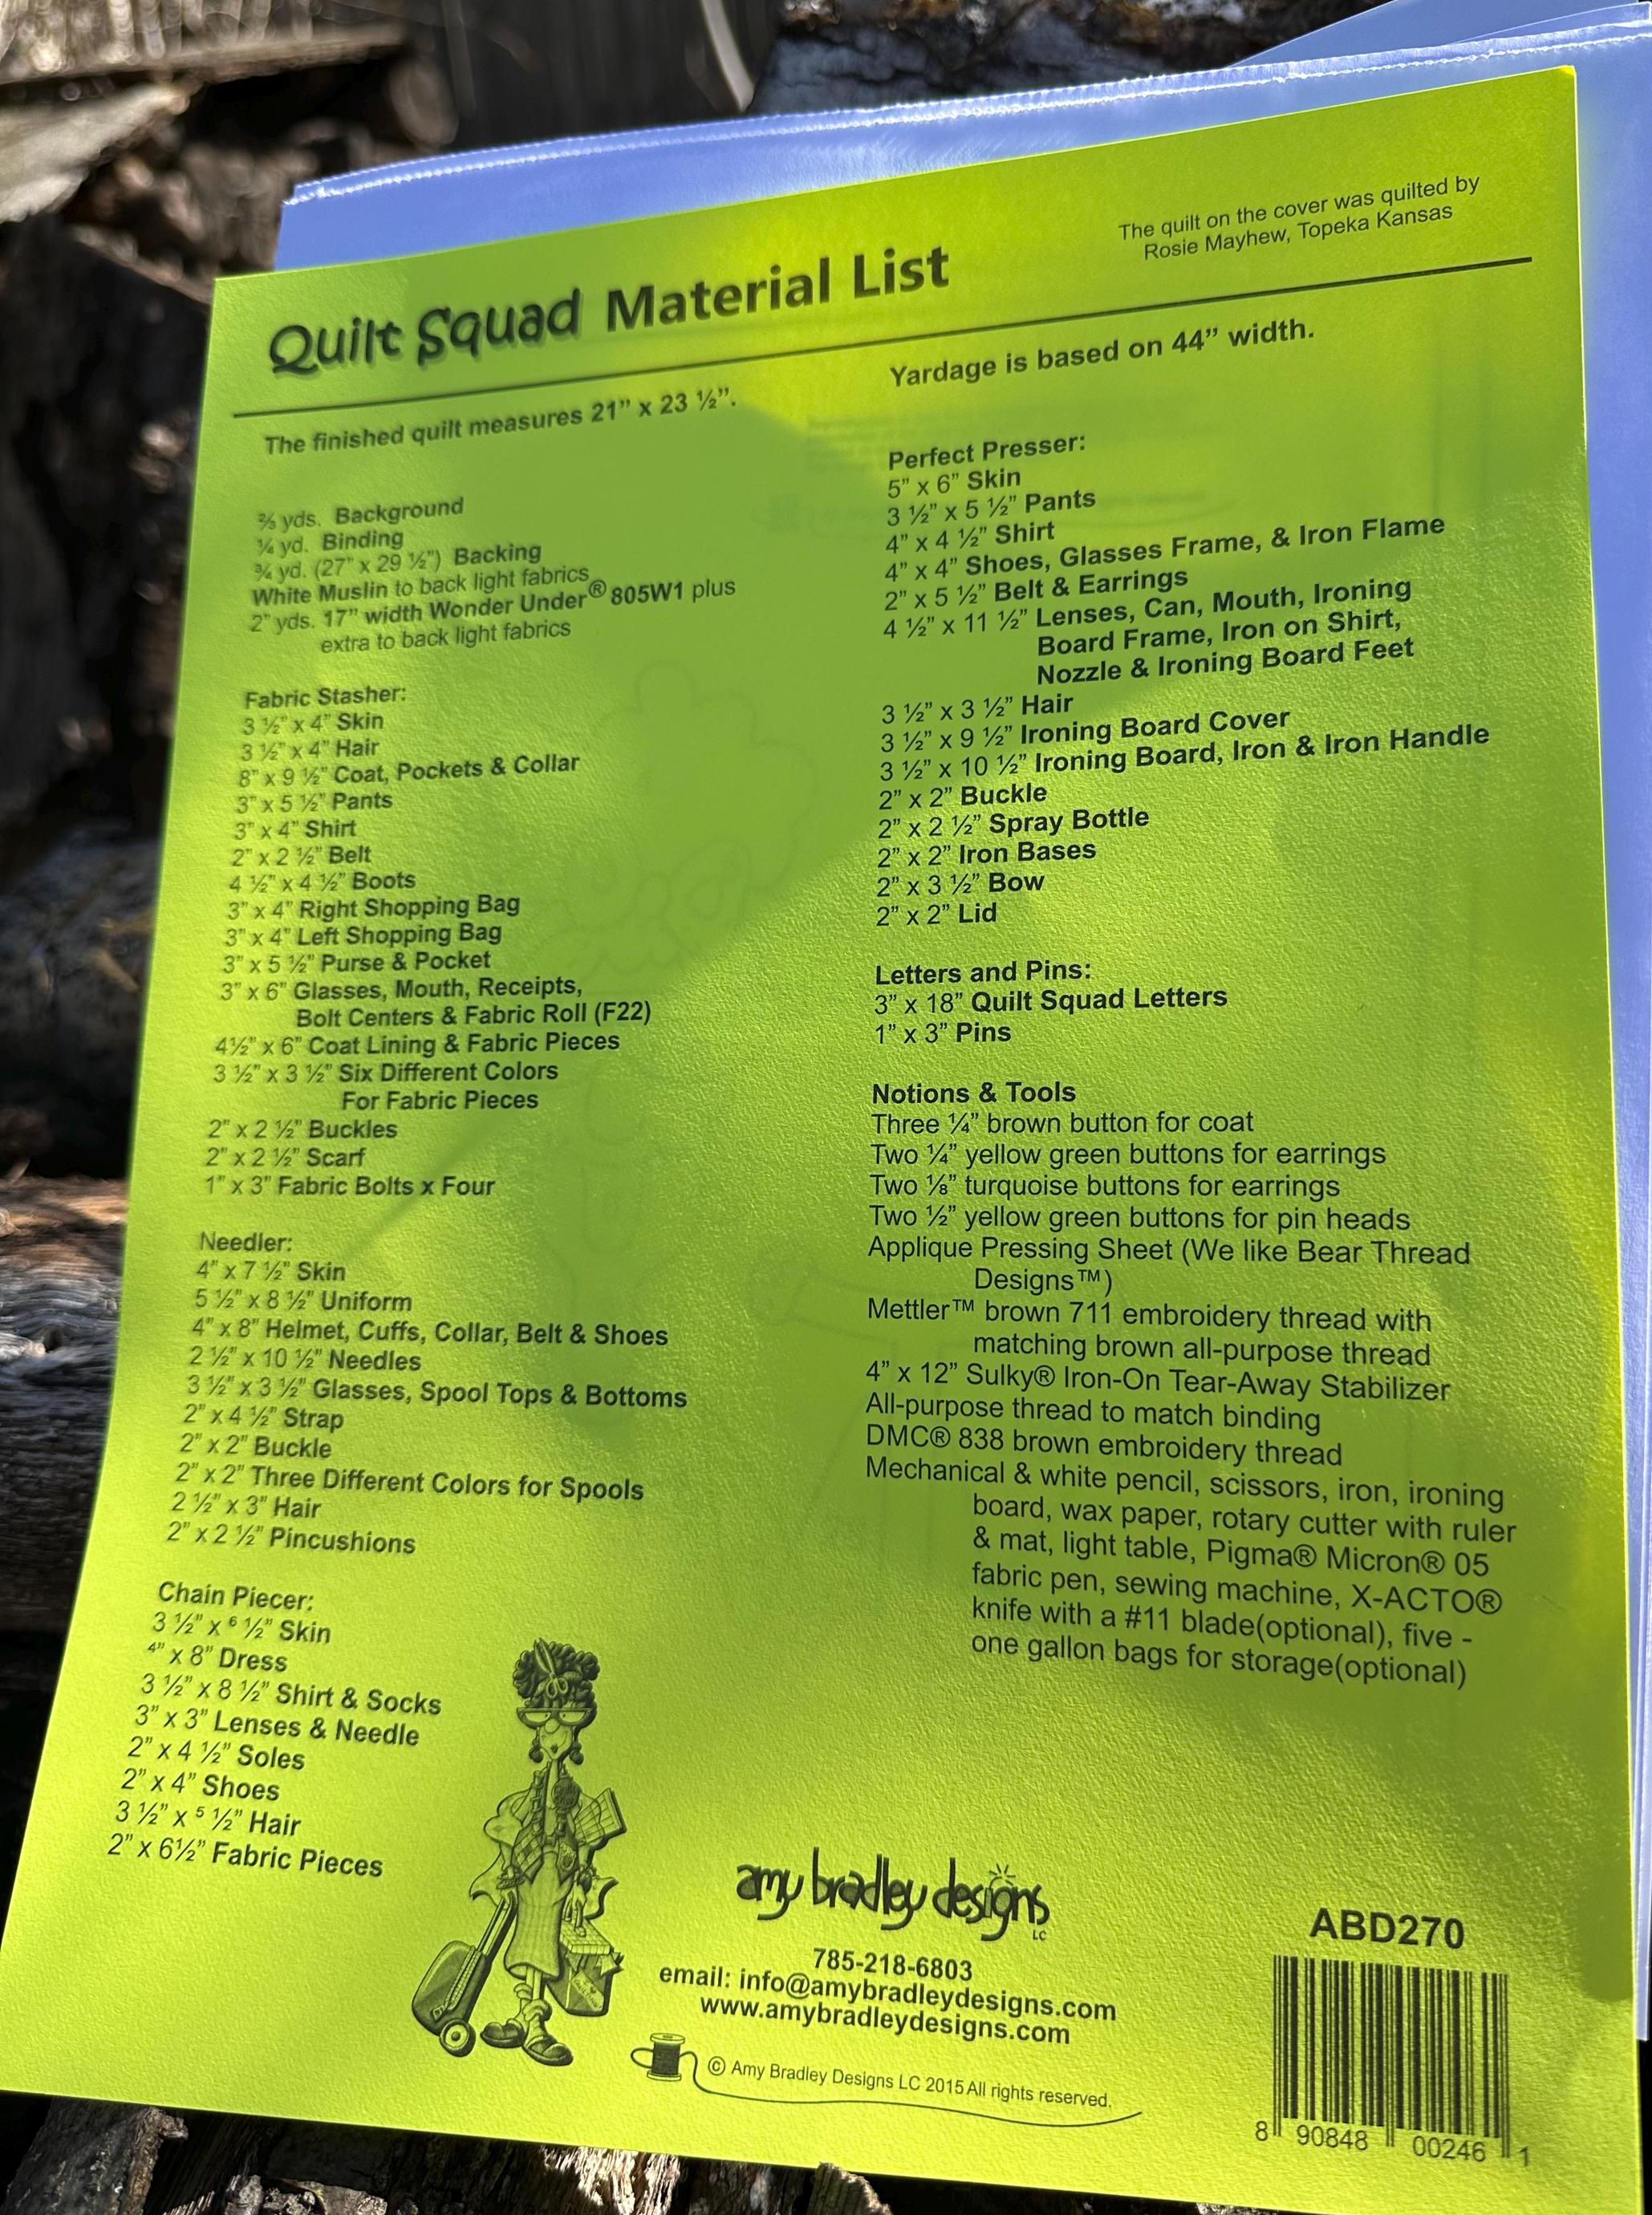 The quilt on the cover was quilted by
Rosie Mayhew, Topeka Kansas
Quilt Squad Material List
The finished quilt measures 21” x 23 ½”.
Yardage is based on 44” width.
⅔ yds. Background
¼ yd. Binding
¾ yd. (27” x 29 ½”) Backing
White Muslin to back light fabrics
2” yds. 17” width Wonder Under® 805W1 plus
extra to back light fabrics
Fabric Stasher:
3 ½” x 4” Skin
3 ½” x 4” Hair
8” x 9 ½” Coat, Pockets & Collar
3” x 5 ½” Pants
3” x 4” Shirt
2” x 2 ½” Belt
4 ½” x 4 ½” Boots
3” x 4” Right Shopping Bag
3” x 4” Left Shopping Bag
3” x 5 ½” Purse & Pocket
3” x 6” Glasses, Mouth, Receipts,
Bolt Centers & Fabric Roll (F22)
4½” x 6” Coat Lining & Fabric Pieces
3 ½” x 3 ½” Six Different Colors
For Fabric Pieces
2” x 2 ½” Buckles
2” x 2 ½” Scarf
1” x 3” Fabric Bolts x Four
Needler:
4” x 7 ½” Skin
5 ½” x 8 ½” Uniform
4” x 8” Helmet, Cuffs, Collar, Belt & Shoes
2 ½” x 10 ½” Needles
3 ½” x 3 ½” Glasses, Spool Tops & Bottoms
2” x 4 ½” Strap
2” x 2” Buckle
2” x 2” Three Different Colors for Spools
2 ½” x 3” Hair
2” x 2 ½” Pincushions
Chain Piecer:
3 ½” x 6 ½” Skin
4” x 8” Dress
3 ½” x 8 ½” Shirt & Socks
3” x 3” Lenses & Needle
2” x 4 ½” Soles
2” x 4” Shoes
3 ½” x 5 ½” Hair
2” x 6½” Fabric Pieces
Perfect Presser:
5” x 6” Skin
3 ½” x 5 ½” Pants
4” x 4 ½” Shirt
4” x 4” Shoes, Glasses Frame, & Iron Flame
2” x 5 ½” Belt & Earrings
4 ½” x 11 ½” Lenses, Can, Mouth, Ironing
Board Frame, Iron on Shirt,
Nozzle & Ironing Board Feet
3 ½” x 3 ½” Hair
3 ½” x 9 ½” Ironing Board Cover
3 ½” x 10 ½” Ironing Board, Iron & Iron Handle
2” x 2” Buckle
2” x 2 ½” Spray Bottle
2” x 2” Iron Bases
2” x 3 ½” Bow
2” x 2” Lid
Letters and Pins:
3” x 18” Quilt Squad Letters
1” x 3” Pins
Notions & Tools
Three ¼” brown button for coat
Two ¼” yellow green buttons for earrings
Two ⅛” turquoise buttons for earrings
Two ½” yellow green buttons for pin heads
Applique Pressing Sheet (We like Bear Thread
Designs™)
Mettler™ brown 711 embroidery thread with
matching brown all-purpose thread
4” x 12” Sulky® Iron-On Tear-Away Stabilizer
All-purpose thread to match binding
DMC® 838 brown embroidery thread
Mechanical & white pencil, scissors, iron, ironing
board, wax paper, rotary cutter with ruler
& mat, light table, Pigma® Micron® 05
fabric pen, sewing machine, X-ACTO®
knife with a #11 blade(optional), five -
one gallon bags for storage(optional)
amy bradley designs
LC
785-218-6803
email: info@amybradleydesigns.com
www.amybradleydesigns.com
© Amy Bradley Designs LC 2015 All rights reserved.
ABD270
8 90848 00246 1